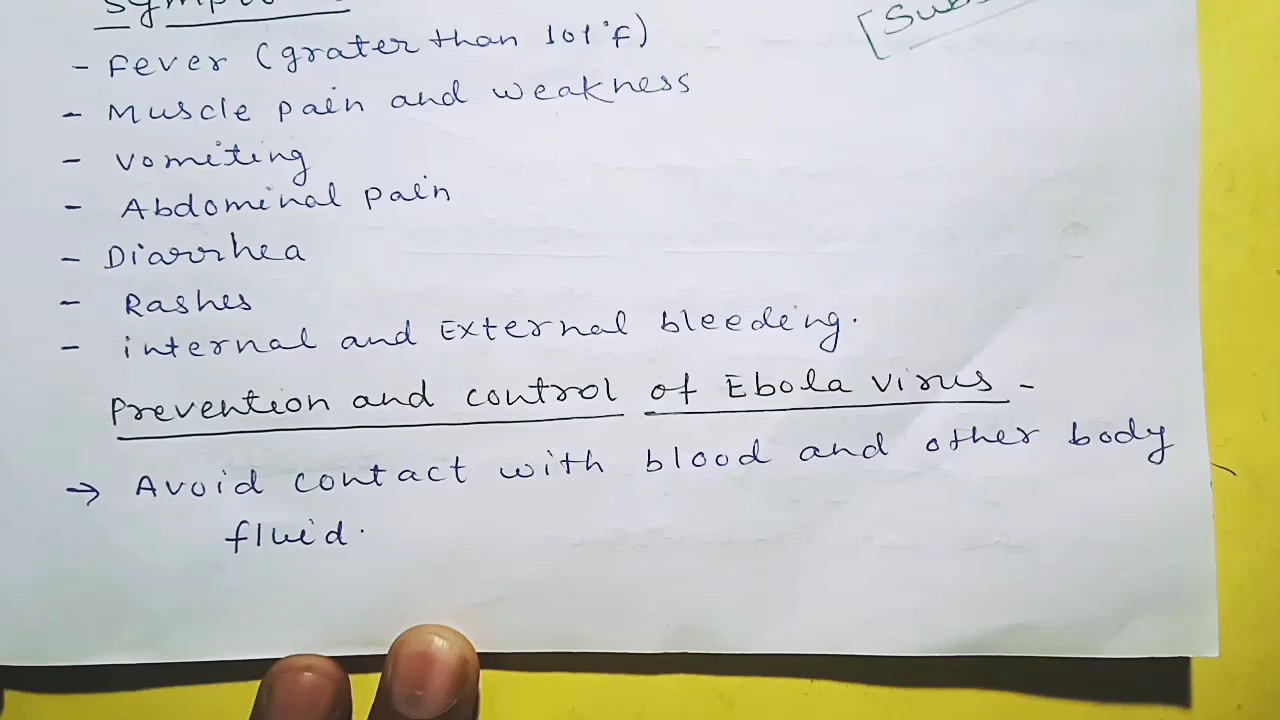 - Fever (grater than 101°F)
- Muscle pain and weakness
- Vomiting
- Abdominal pain
- Diarrhea
- Rashes
- internal and External bleeding.
Prevention and control of Ebola virus -
→ Avoid contact with blood and other body
fluid.